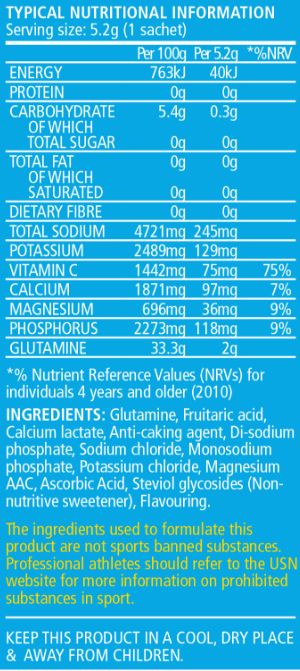 TYPICAL NUTRITIONAL INFORMATION
Serving size: 5.2g (1 sachet)
Per 100g Per 5.2g *%NRV
ENERGY 763kJ 40kJ
PROTEIN 0g 0g
CARBOHYDRATE 5.4g 0.3g
OF WHICH
TOTAL SUGAR 0g 0g
TOTAL FAT 0g 0g
OF WHICH
SATURATED 0g 0g
DIETARY FIBRE 0g 0g
TOTAL SODIUM 4721mg 245mg
POTASSIUM 2489mg 129mg
VITAMIN C 1442mg 75mg 75%
CALCIUM 1871mg 97mg 7%
MAGNESIUM 696mg 36mg 9%
PHOSPHORUS 2273mg 118mg 9%
GLUTAMINE 33.3g 2g
*% Nutrient Reference Values (NRVs) for
individuals 4 years and older (2010)
INGREDIENTS: Glutamine, Fruitaric acid,
Calcium lactate, Anti-caking agent, Di-sodium
phosphate, Sodium chloride, Monosodium
phosphate, Potassium chloride, Magnesium
AAC, Ascorbic Acid, Steviol glycosides (Non-
nutritive sweetener), Flavouring.
The ingredients used to formulate this
product are not sports banned substances.
Professional athletes should refer to the USN
website for more information on prohibited
substances in sport.
KEEP THIS PRODUCT IN A COOL, DRY PLACE
& AWAY FROM CHILDREN.